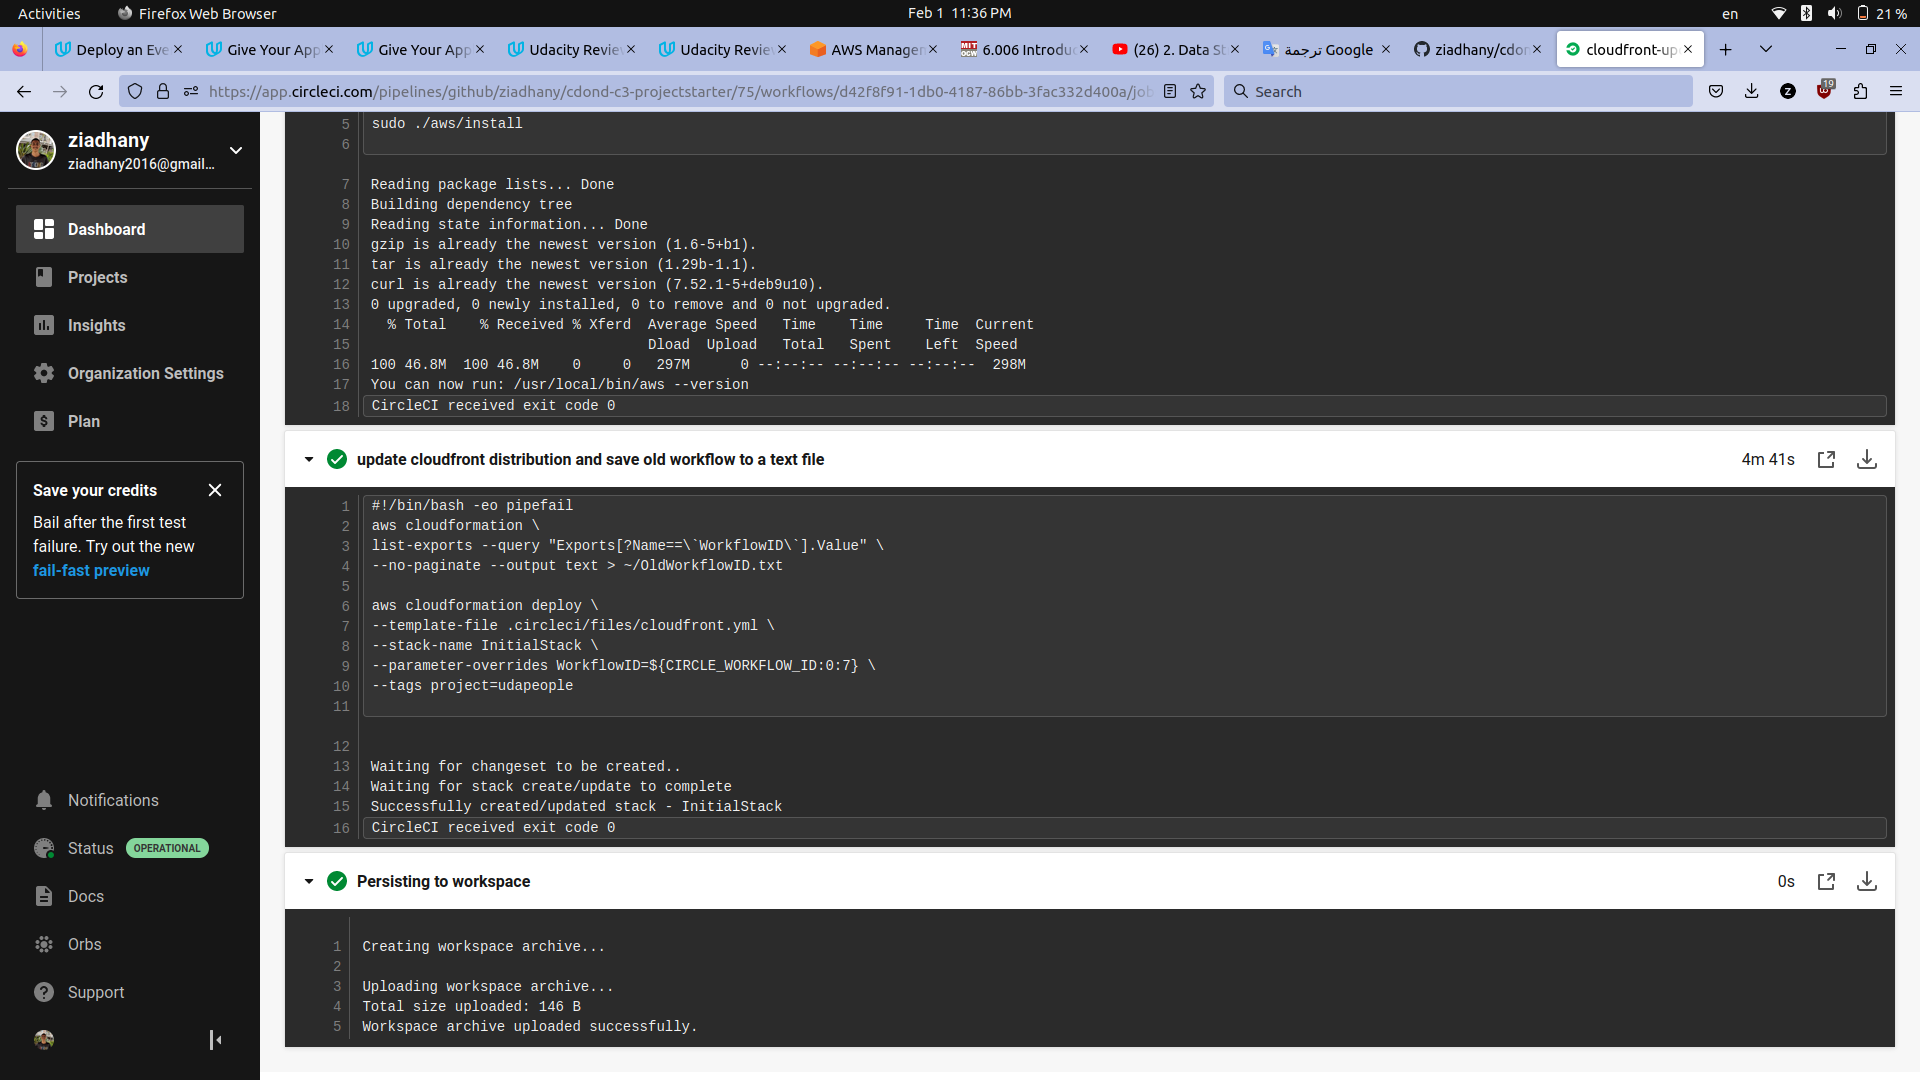 Activities
Firefox Web Browser
Feb 1 11:36 PM
en
21 %
Deploy an Eve
Give Your App
Give Your App
Udacity Review
Udacity Review
AWS Managem
MIT OCW
6.006 Introduc
(26) 2. Data St
ترجمة Google
ziadhany/cdon
cloudfront-up
https://app.circleci.com/pipelines/github/ziadhany/cdond-c3-projectstarter/75/workflows/d42f8f91-1db0-4187-86bb-3fac332d400a/job
Search
Z
19
ziadhany
ziadhany2016@gmail...
Dashboard
Projects
Insights
Organization Settings
Plan
Save your credits
Bail after the first test
failure. Try out the new
fail-fast preview
Notifications
Status OPERATIONAL
Docs
Orbs
Support
5 sudo ./aws/install
6
7 Reading package lists... Done
8 Building dependency tree
9 Reading state information... Done
10 gzip is already the newest version (1.6-5+b1).
11 tar is already the newest version (1.29b-1.1).
12 curl is already the newest version (7.52.1-5+deb9u10).
13 0 upgraded, 0 newly installed, 0 to remove and 0 not upgraded.
14 % Total % Received % Xferd Average Speed Time Time Time Current
15 Dload Upload Total Spent Left Speed
16 100 46.8M 100 46.8M 0 0 297M 0 --:--:-- --:--:-- --:--:-- 298M
17 You can now run: /usr/local/bin/aws --version
18 CircleCI received exit code 0
update cloudfront distribution and save old workflow to a text file
4m 41s
1 #!/bin/bash -eo pipefail
2 aws cloudformation \
3 list-exports --query "Exports[?Name==\`WorkflowID\`].Value" \
4 --no-paginate --output text > ~/OldWorkflowID.txt
5
6 aws cloudformation deploy \
7 --template-file .circleci/files/cloudfront.yml \
8 --stack-name InitialStack \
9 --parameter-overrides WorkflowID=${CIRCLE_WORKFLOW_ID:0:7} \
10 --tags project=udapeople
11
12
13 Waiting for changeset to be created..
14 Waiting for stack create/update to complete
15 Successfully created/updated stack - InitialStack
16 CircleCI received exit code 0
Persisting to workspace
0s
1 Creating workspace archive...
2
3 Uploading workspace archive...
4 Total size uploaded: 146 B
5 Workspace archive uploaded successfully.